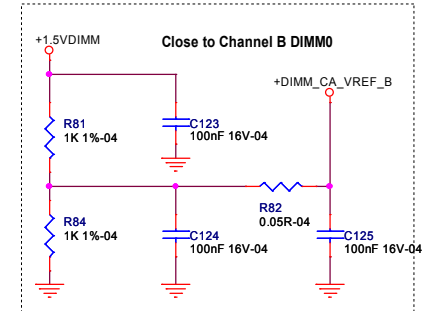 +1.5VDIMM
Close to Channel B DIMM0
+DIMM_CA_VREF_B
R81
1K 1%-04
C123
100nF 16V-04
R82
0.05R-04
R84
1K 1%-04
C124
100nF 16V-04
C125
100nF 16V-04